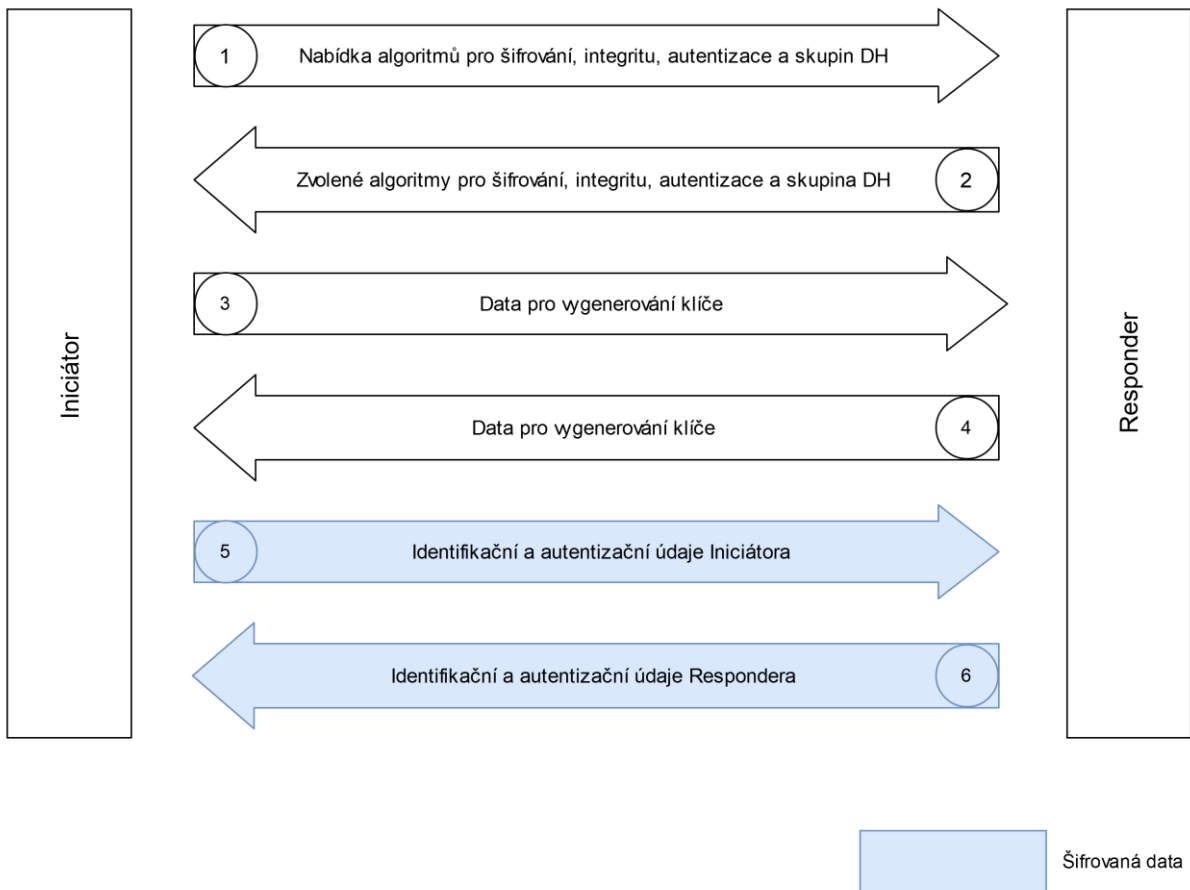 Iniciátor
1
Nabídka algoritmů pro šifrování, integritu, autentizace a skupin DH
Zvolené algoritmy pro šifrování, integritu, autentizace a skupina DH
2
3
Data pro vygenerování klíče
Data pro vygenerování klíče
4
5
Identifikační a autentizační údaje Iniciátora
Identifikační a autentizační údaje Respondera
6
Responder
Šifrovaná data